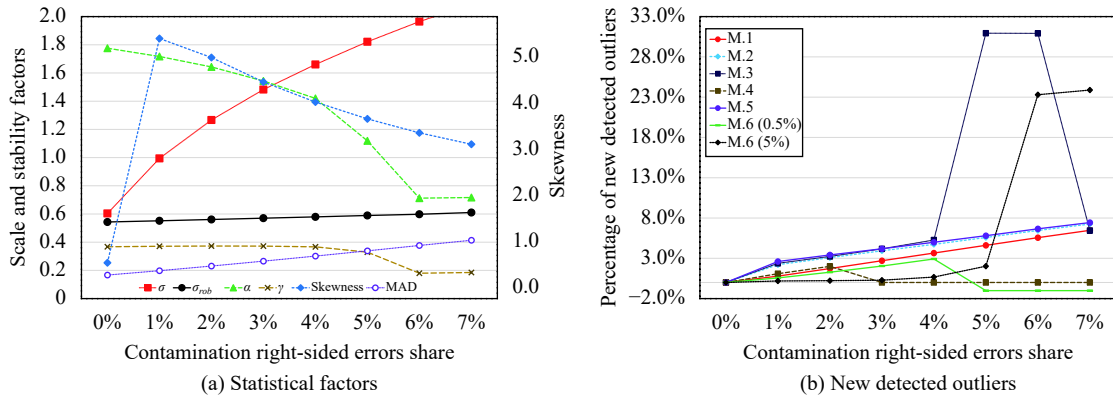 2.0
1.8
1.6
1.4
1.2
1.0
0.8
0.6
0.4
0.2
0
Scale and stability factors
5.0
4.0
3.0
2.0
1.0
0.0
Skewness
σ σrob α γ Skewness MAD
0% 1% 2% 3% 4% 5% 6% 7%
Contamination right-sided errors share
(a) Statistical factors
33.0%
28.0%
23.0%
18.0%
13.0%
8.0%
3.0%
−2.0%
Percentage of new detected outliers
M.1
M.2
M.3
M.4
M.5
M.6 (0.5%)
M.6 (5%)
0% 1% 2% 3% 4% 5% 6% 7%
Contamination right-sided errors share
(b) New detected outliers